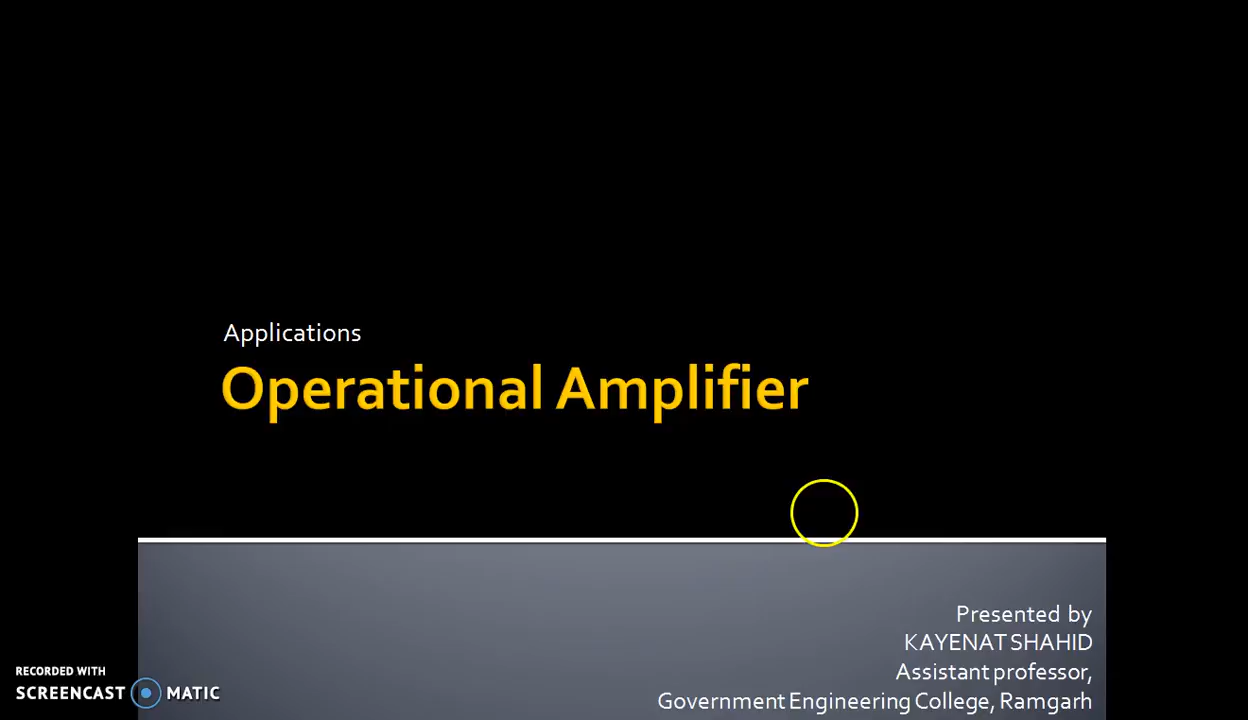 Applications
Operational Amplifier
Presented by
KAYENAT SHAHID
Assistant professor,
Government Engineering College, Ramgarh
RECORDED WITH
SCREENCAST MATIC